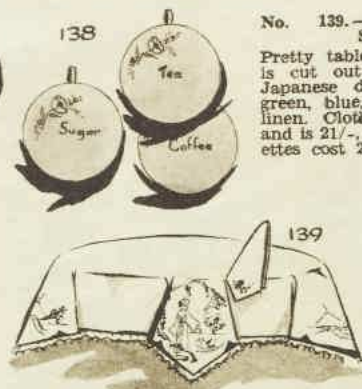 138
Tea
Sugar
Coffee
No. 139.—
Pretty table
is cut out
Japanese d
green, blue,
linen. Clot
and is 21/-.
ettes cost 2
139